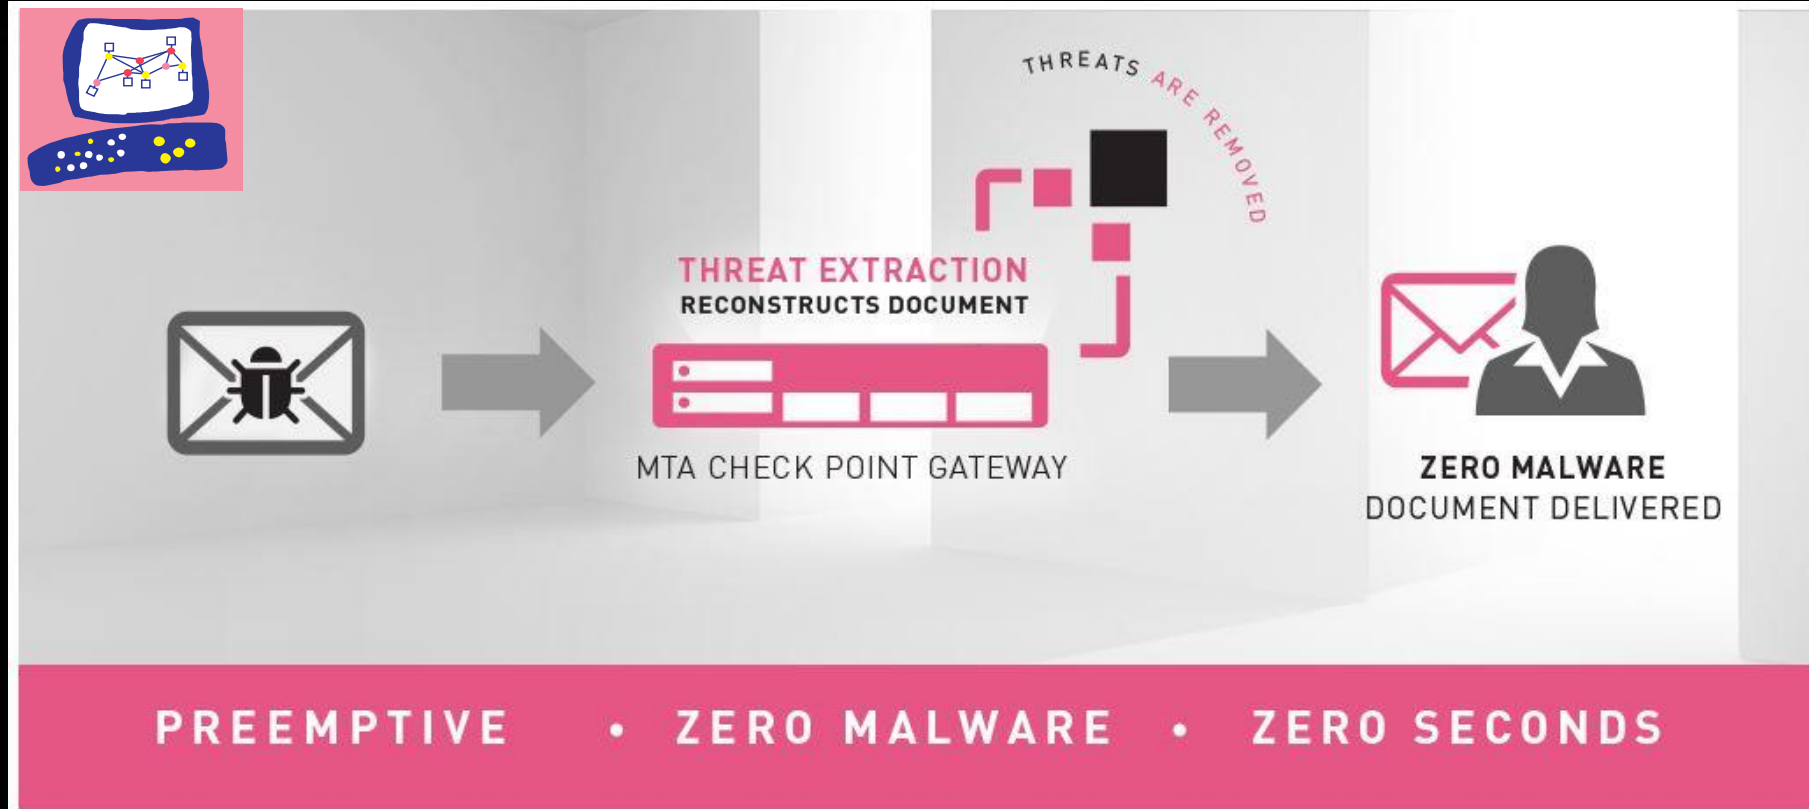 THREATS ARE REMOVED
THREAT EXTRACTION
RECONSTRUCTS DOCUMENT
MTA CHECK POINT GATEWAY
ZERO MALWARE
DOCUMENT DELIVERED
PREEMPTIVE • ZERO MALWARE • ZERO SECONDS